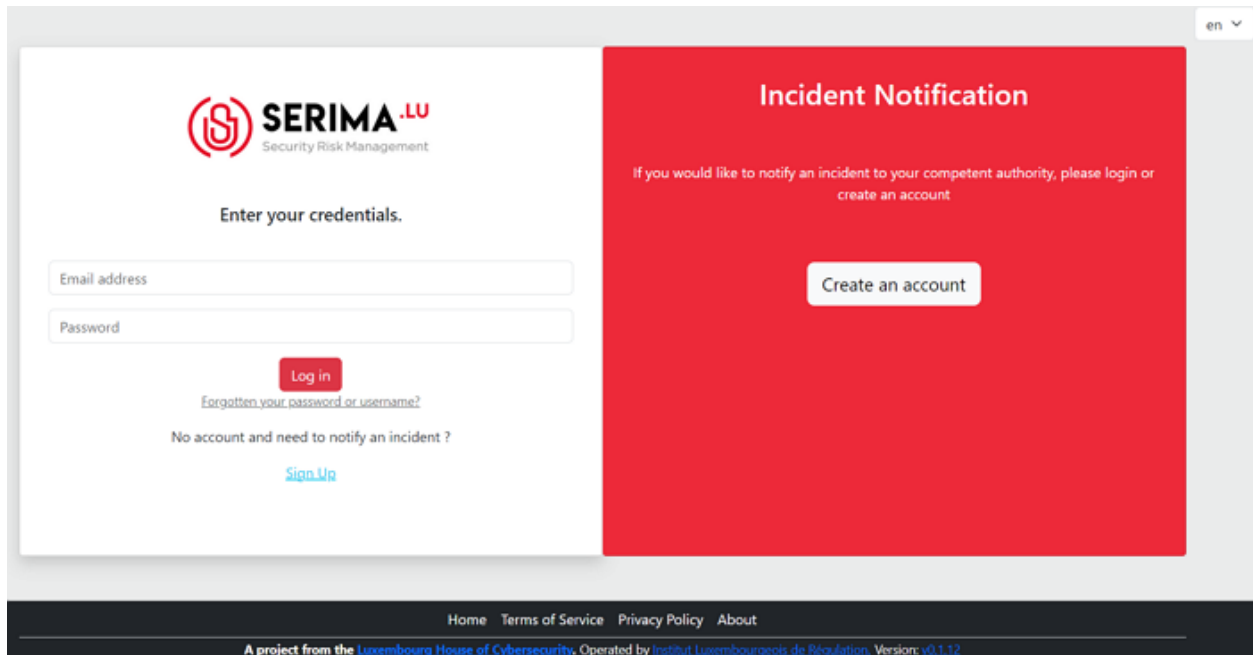 en
SERIMA.LU
Security Risk Management
Enter your credentials.
Email address
Password
Log in
Forgotten your password or username?
No account and need to notify an incident ?
Sign Up
Incident Notification
If you would like to notify an incident to your competent authority, please login or
create an account
Create an account
Home Terms of Service Privacy Policy About
A project from the Luxembourg House of Cybersecurity. Operated by Institut Luxembourgeois de Régulation. Version: v0.1.12